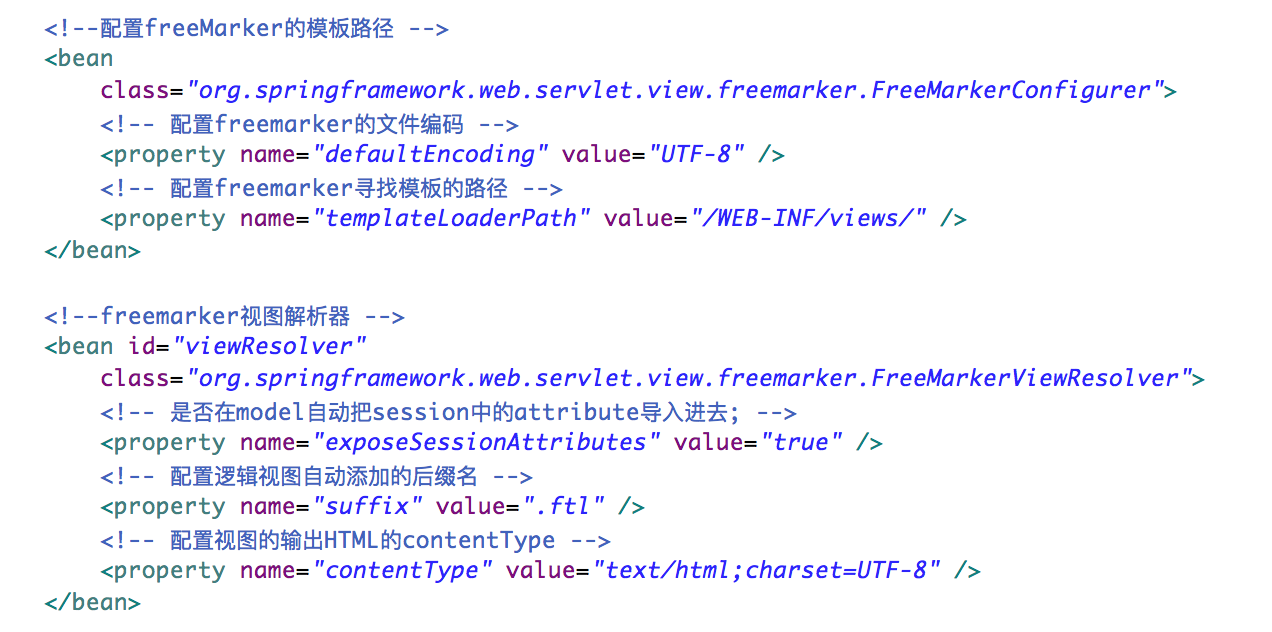 <!--配置freeMarker的模板路径 -->
<bean
class="org.springframework.web.servlet.view.freemarker.FreeMarkerConfigurer">
<!-- 配置freemarker的文件编码 -->
<property name="defaultEncoding" value="UTF-8" />
<!-- 配置freemarker寻找模板的路径 -->
<property name="templateLoaderPath" value="/WEB-INF/views/" />
</bean>
<!--freemarker视图解析器 -->
<bean id="viewResolver"
class="org.springframework.web.servlet.view.freemarker.FreeMarkerViewResolver">
<!-- 是否在model自动把session中的attribute导入进去; -->
<property name="exposeSessionAttributes" value="true" />
<!-- 配置逻辑视图自动添加的后缀名 -->
<property name="suffix" value=".ftl" />
<!-- 配置视图的输出HTML的contentType -->
<property name="contentType" value="text/html;charset=UTF-8" />
</bean>